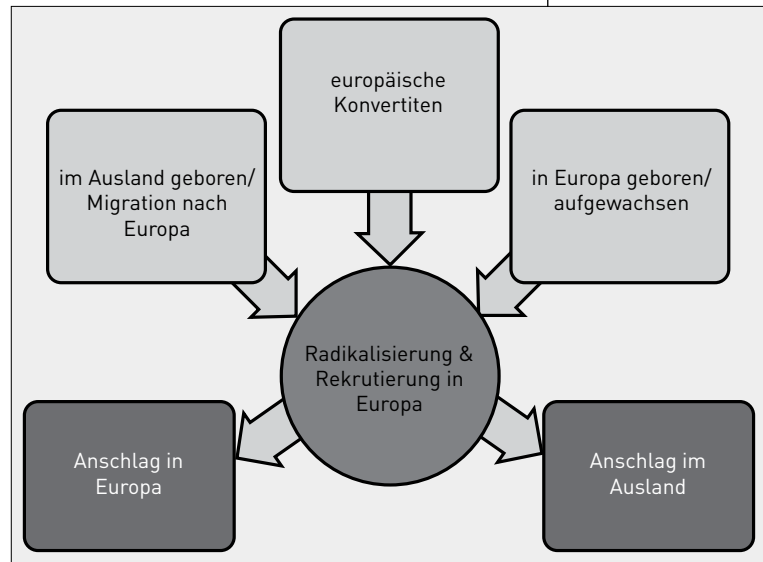 europäische
Konvertiten
im Ausland geboren/
Migration nach
Europa
in Europa geboren/
aufgewachsen
Radikalisierung &
Rekrutierung in
Europa
Anschlag in
Europa
Anschlag im
Ausland